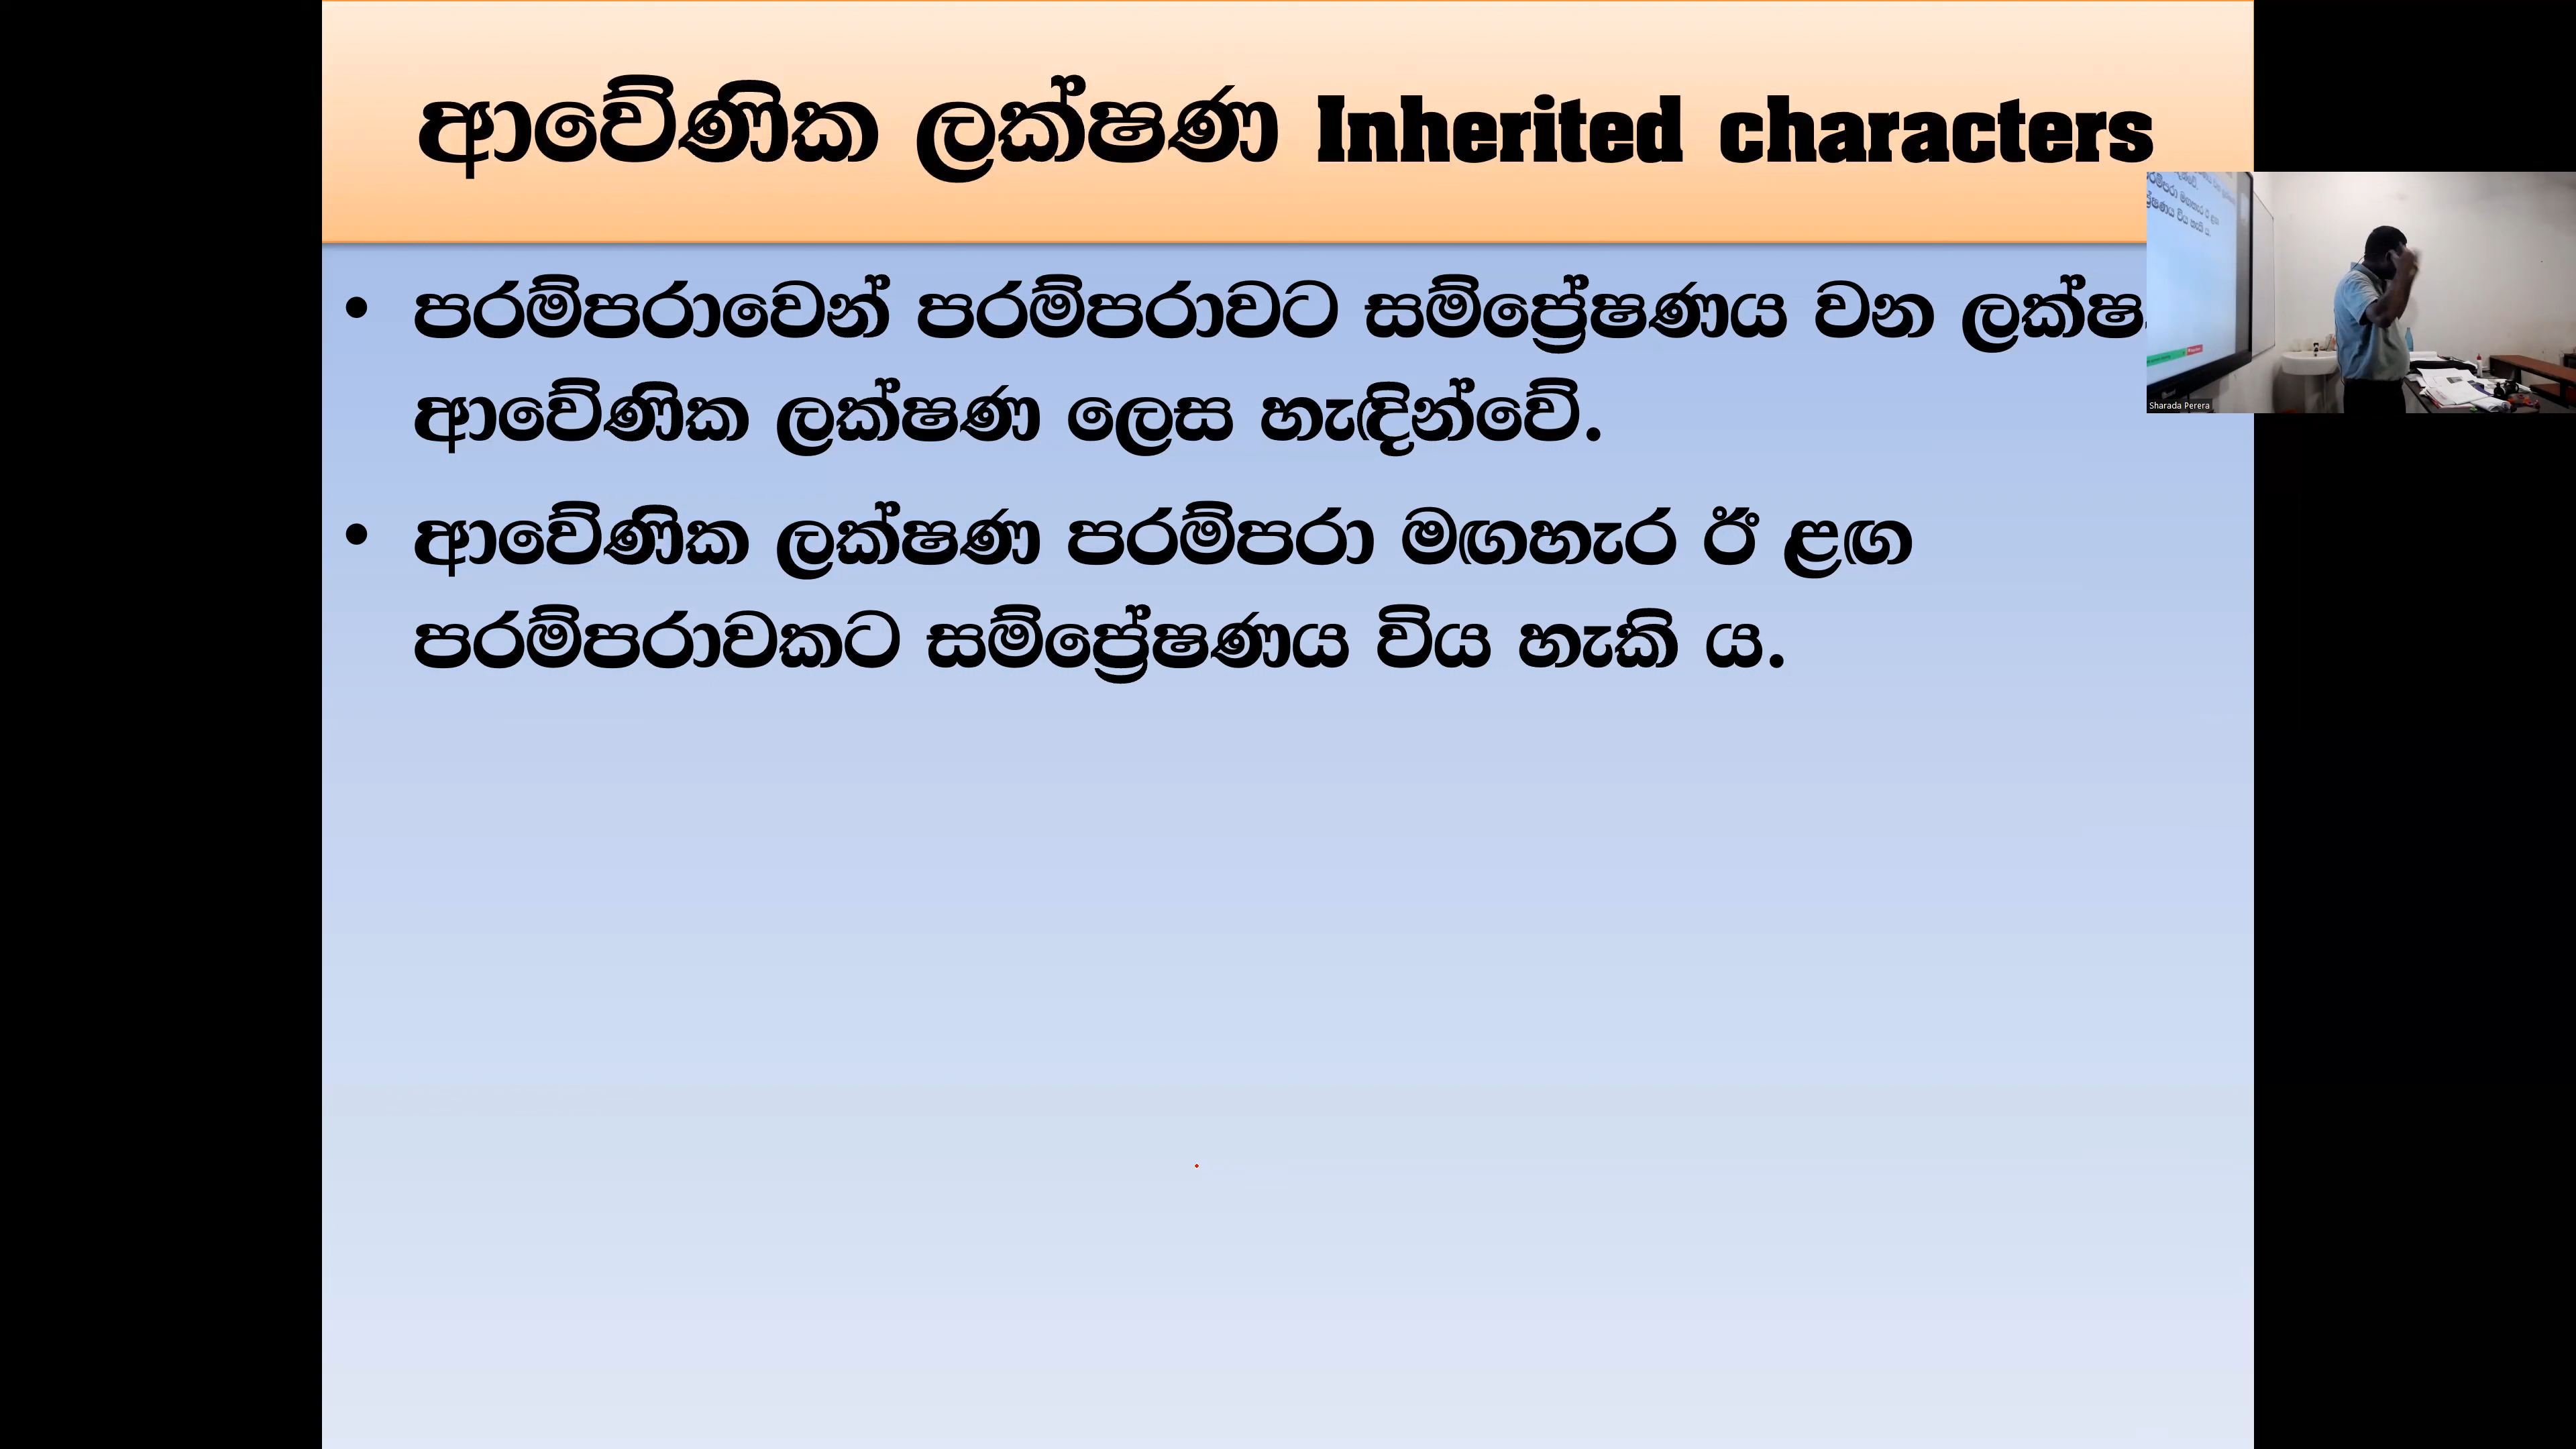 ආවේණික ලක්ෂණ Inherited characters
පරම්පරාවෙන් පරම්පරාවට සම්ප්‍රේෂණය වන
ආවේණික ලක්ෂණ ලෙස හැඳින්වේ.
ආවේණික ලක්ෂණ පරම්පරා මඟහැර ඊ ළඟ
පරම්පරාවකට සම්ප්‍රේෂණය විය හැකි ය.
Sharada Perera